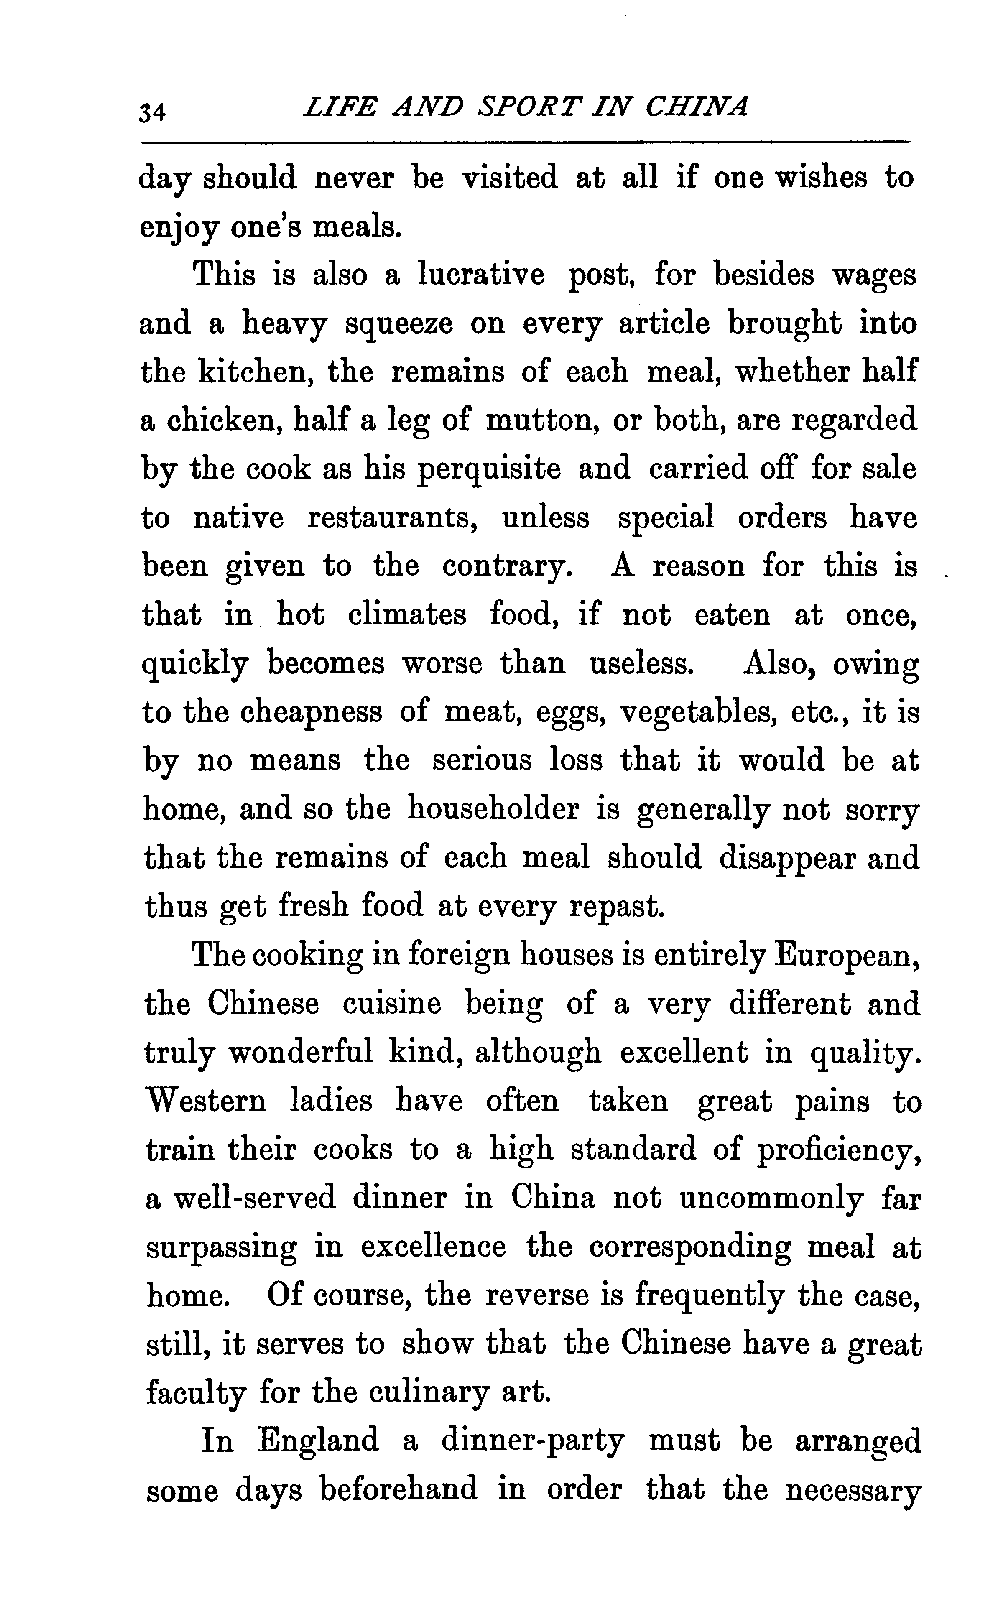 34 LIFE AND SPORT IN CHINA
day should never be visited at all if one wishes to
enjoy one's meals.
This is also a lucrative post, for besides wages
and a heavy squeeze on every article brought into
the kitchen, the remains of each meal, whether half
a chicken, half a leg of mutton, or both, are regarded
by the cook as his perquisite and carried off for sale
to native restaurants, unless special orders have
been given to the contrary. A reason for this is
that in hot climates food, if not eaten at once,
quickly becomes worse than useless. Also, owing
to the cheapness of meat, eggs, vegetables, etc., it is
by no means the serious loss that it would be at
home, and so the householder is generally not sorry
that the remains of each meal should disappear and
thus get fresh food at every repast.
The cooking in foreign houses is entirely European,
the Chinese cuisine being of a very different and
truly wonderful kind, although excellent in quality.
Western ladies have often taken great pains to
train their cooks to a high standard of proficiency,
a well-served dinner in China not uncommonly far
surpassing in excellence the corresponding meal at
home. Of course, the reverse is frequently the case,
still, it serves to show that the Chinese have a great
faculty for the culinary art.
In England a dinner-party must be arranged
some days beforehand in order that the necessary